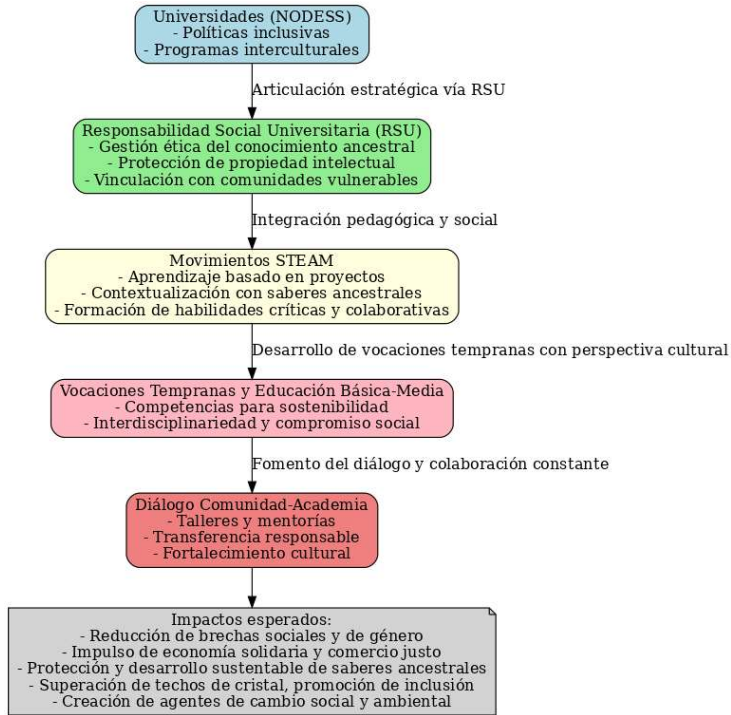 Universidades (NODESS)
- Políticas inclusivas
- Programas interculturales
Articulación estratégica vía RSU
Responsabilidad Social Universitaria (RSU)
- Gestión ética del conocimiento ancestral
- Protección de propiedad intelectual
- Vinculación con comunidades vulnerables
Integración pedagógica y social
Movimientos STEAM
- Aprendizaje basado en proyectos
- Contextualización con saberes ancestrales
- Formación de habilidades críticas y colaborativas
Desarrollo de vocaciones tempranas con perspectiva cultural
Vocaciones Tempranas y Educación Básica-Media
- Competencias para sostenibilidad
- Interdisciplinariedad y compromiso social
Fomento del diálogo y colaboración constante
Diálogo Comunidad-Academia
- Talleres y mentorías
- Transferencia responsable
- Fortalecimiento cultural
Impactos esperados:
- Reducción de brechas sociales y de género
- Impulso de economía solidaria y comercio justo
- Protección y desarrollo sustentable de saberes ancestrales
- Superación de techos de cristal, promoción de inclusión
- Creación de agentes de cambio social y ambiental